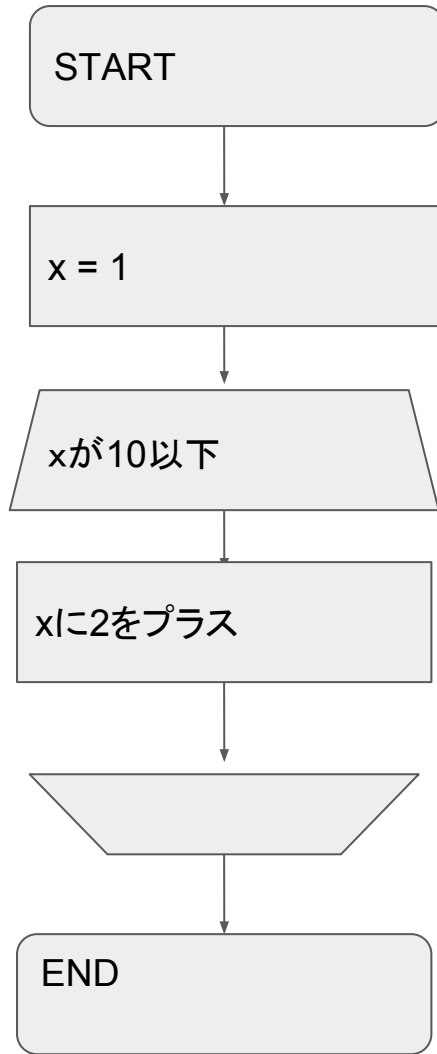 START
x = 1
xが10以下
xに2をプラス
END